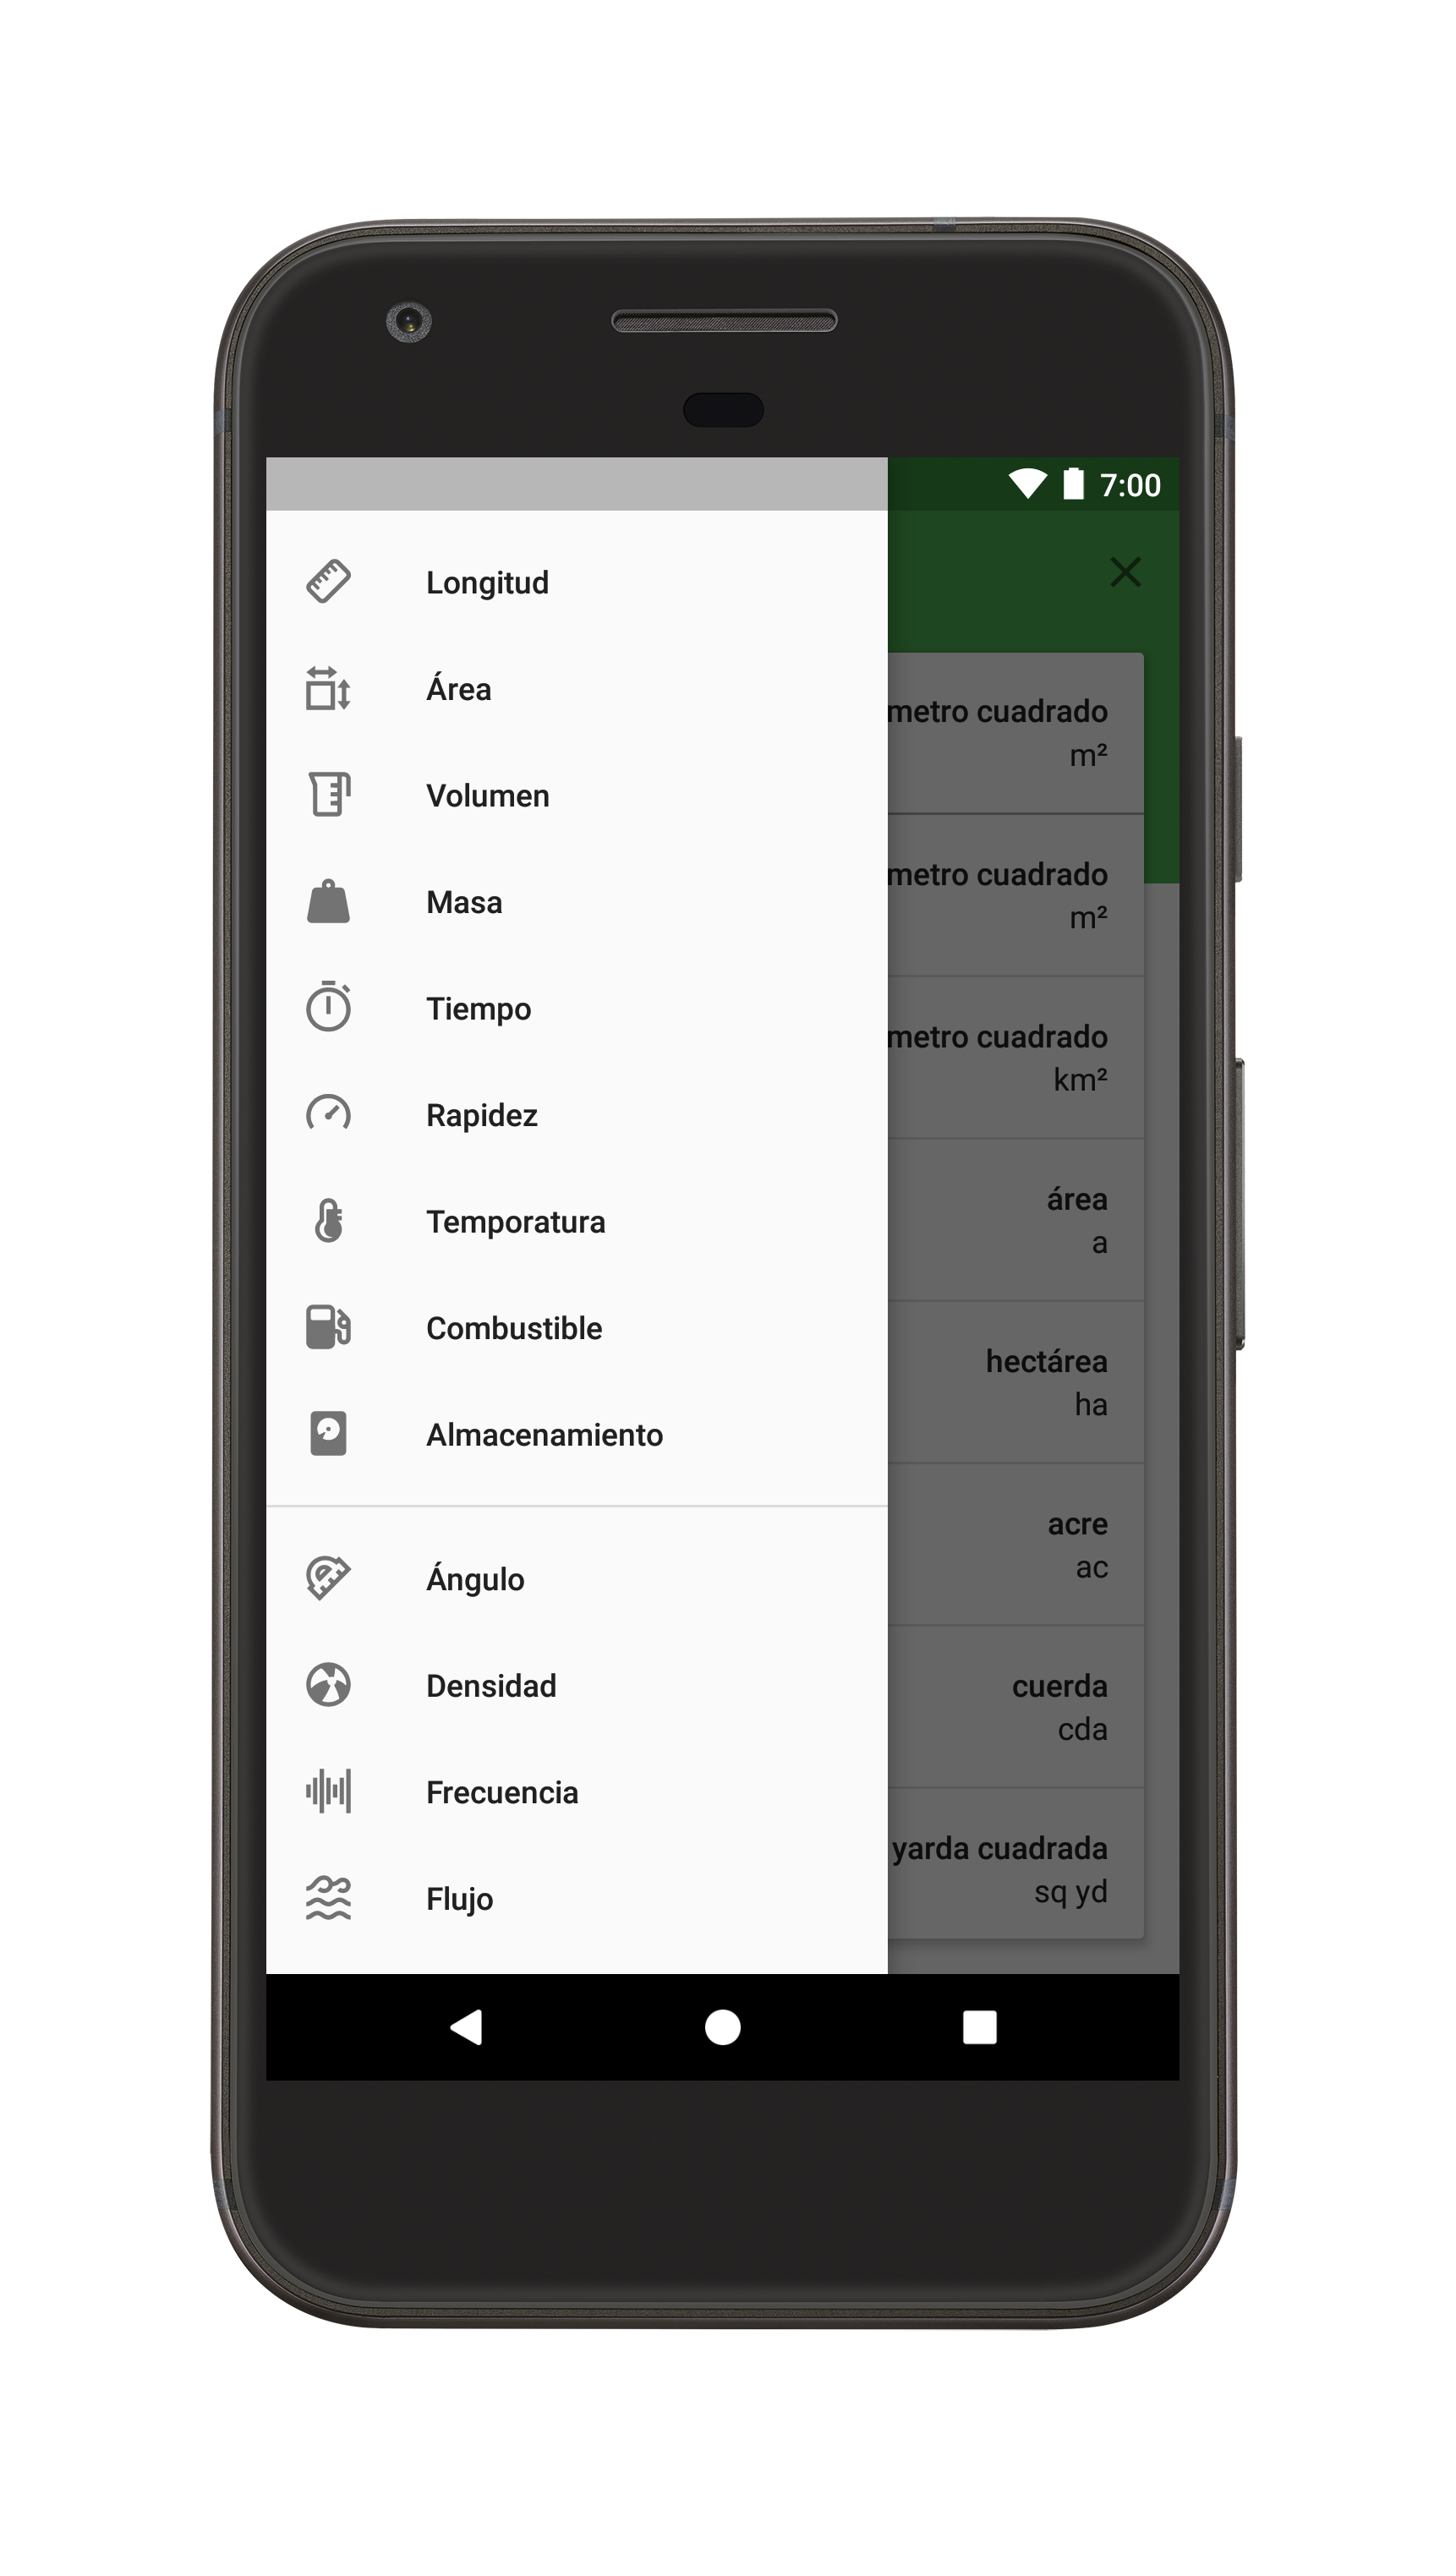 7:00
Longitud
Área
Volumen
Masa
Tiempo
Rapidez
Temporatura
Combustible
Almacenamiento
Ángulo
Densidad
Frecuencia
Flujo
metro cuadrado
m²
metro cuadrado
m²
metro cuadrado
km²
área
a
hectárea
ha
acre
ac
cuerda
cda
yarda cuadrada
sq yd